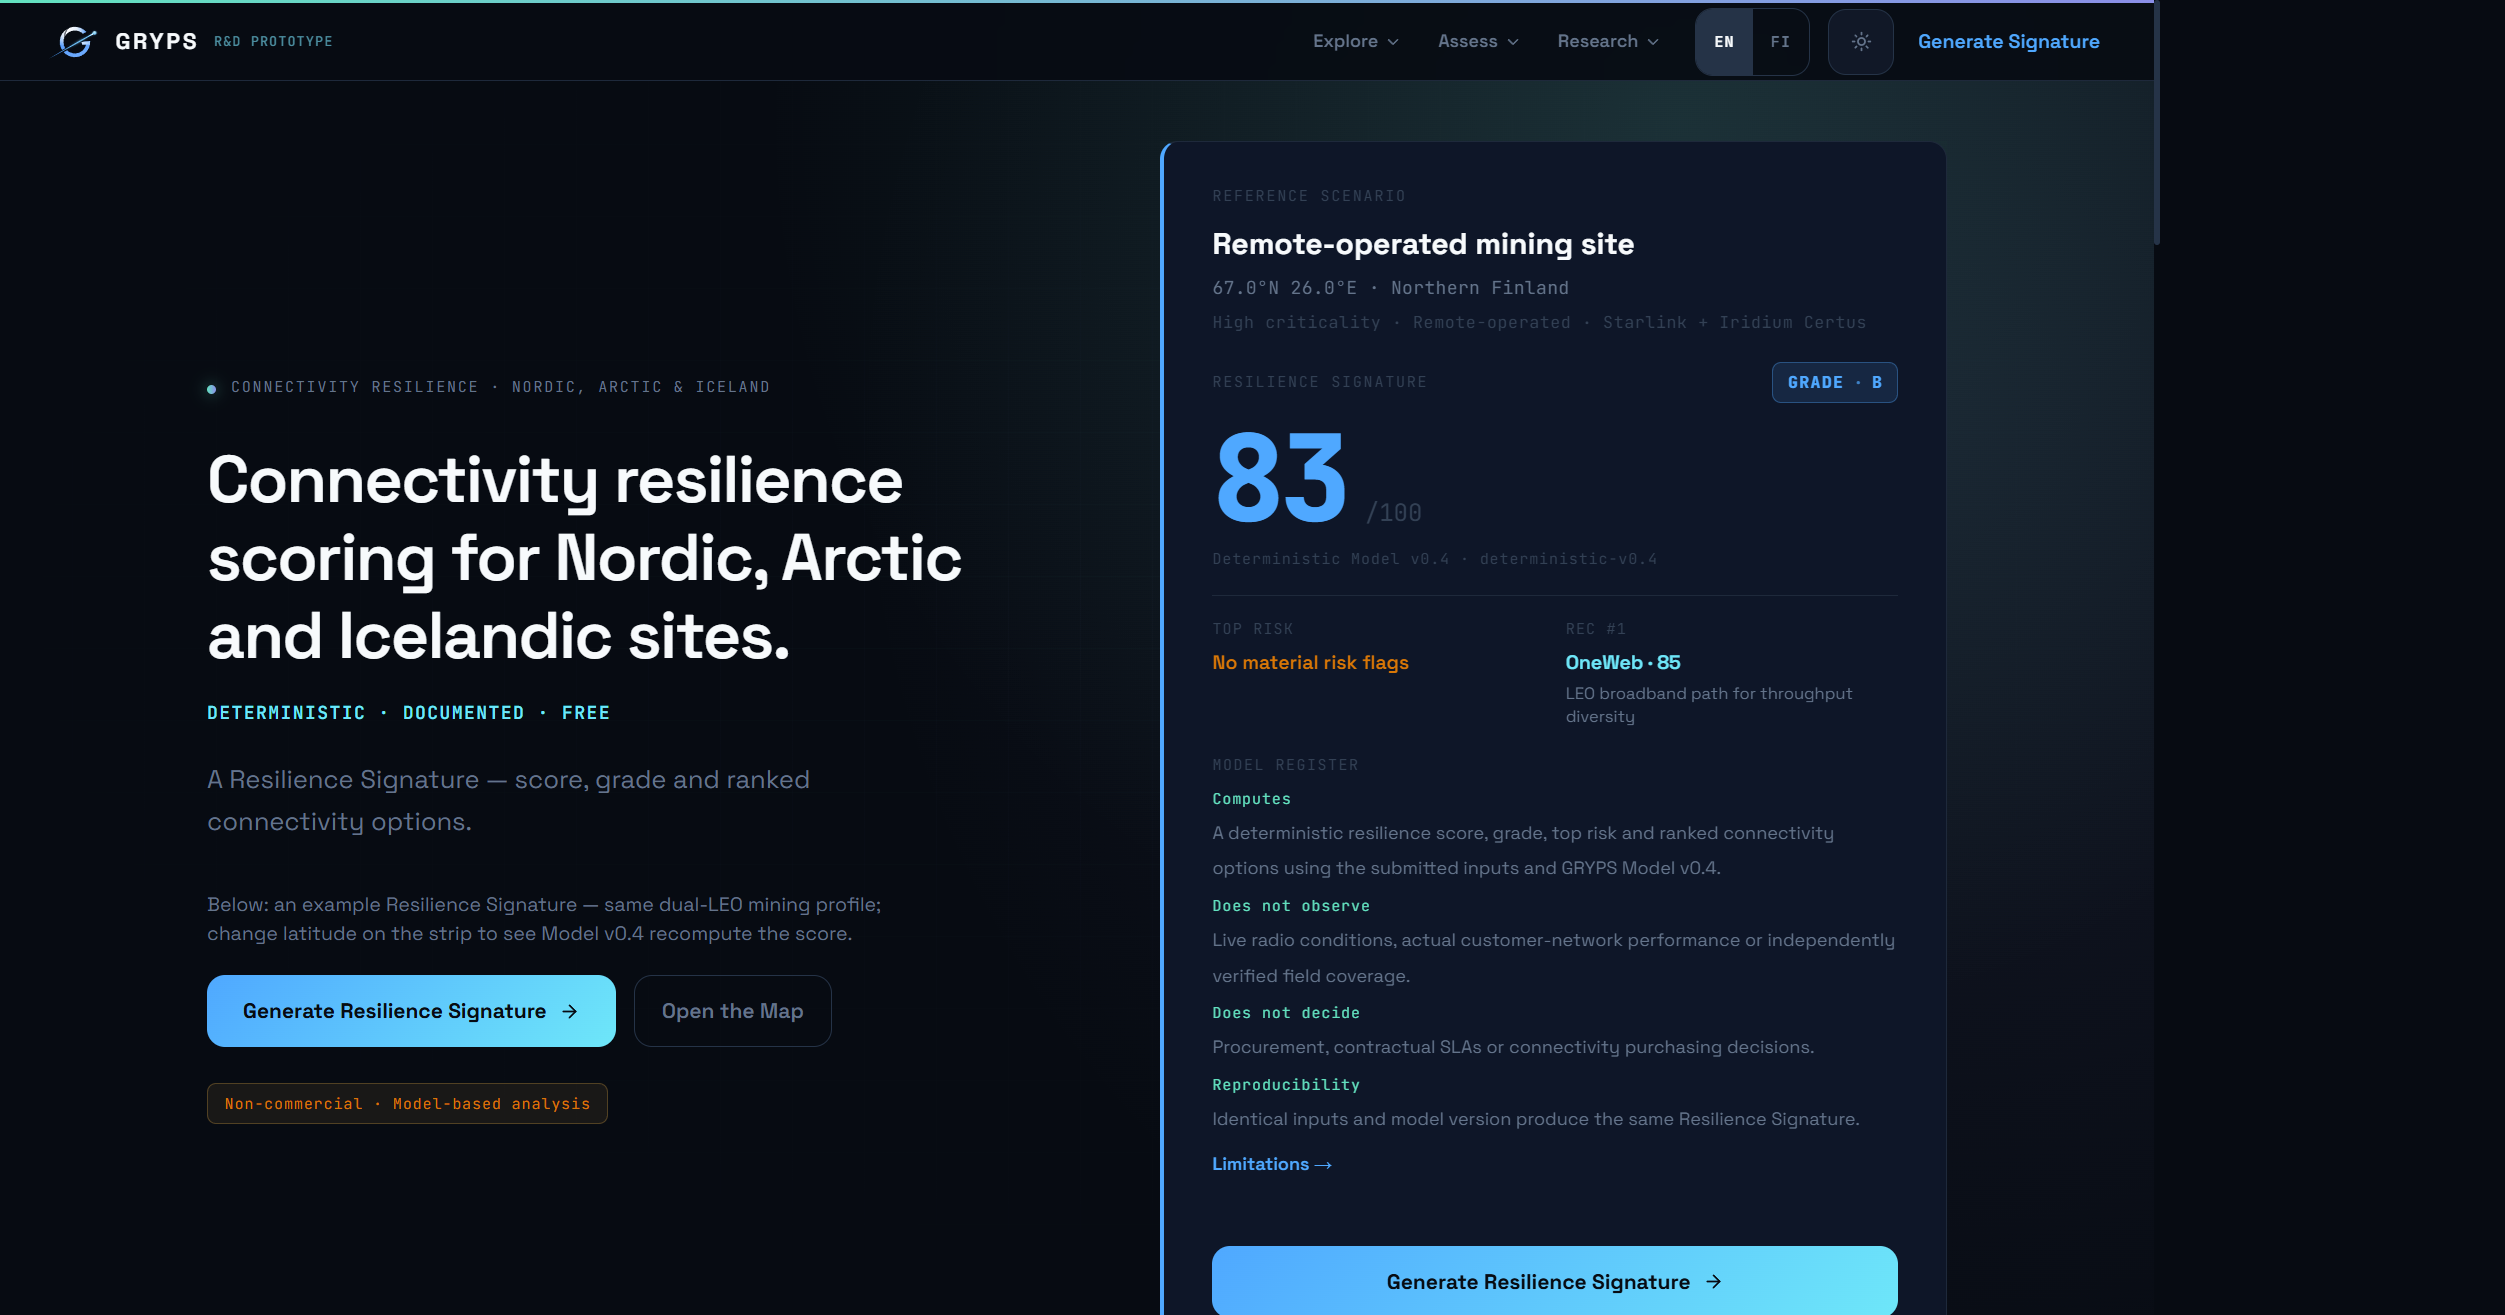 GRYPS R&D PROTOTYPE
Explore
Assess
Research
EN FI
Generate Signature
CONNECTIVITY RESILIENCE · NORDIC, ARCTIC & ICELAND
Connectivity resilience
scoring for Nordic, Arctic
and Icelandic sites.
DETERMINISTIC · DOCUMENTED · FREE
A Resilience Signature — score, grade and ranked
connectivity options.
Below: an example Resilience Signature — same dual-LEO mining profile;
change latitude on the strip to see Model v0.4 recompute the score.
Generate Resilience Signature →
Open the Map
Non-commercial · Model-based analysis
REFERENCE SCENARIO
Remote-operated mining site
67.0°N 26.0°E · Northern Finland
High criticality · Remote-operated · Starlink + Iridium Certus
RESILIENCE SIGNATURE
GRADE · B
83 /100
Deterministic Model v0.4 · deterministic-v0.4
TOP RISK
No material risk flags
REC #1
OneWeb · 85
LEO broadband path for throughput
diversity
MODEL REGISTER
Computes
A deterministic resilience score, grade, top risk and ranked connectivity
options using the submitted inputs and GRYPS Model v0.4.
Does not observe
Live radio conditions, actual customer-network performance or independently
verified field coverage.
Does not decide
Procurement, contractual SLAs or connectivity purchasing decisions.
Reproducibility
Identical inputs and model version produce the same Resilience Signature.
Limitations →
Generate Resilience Signature →